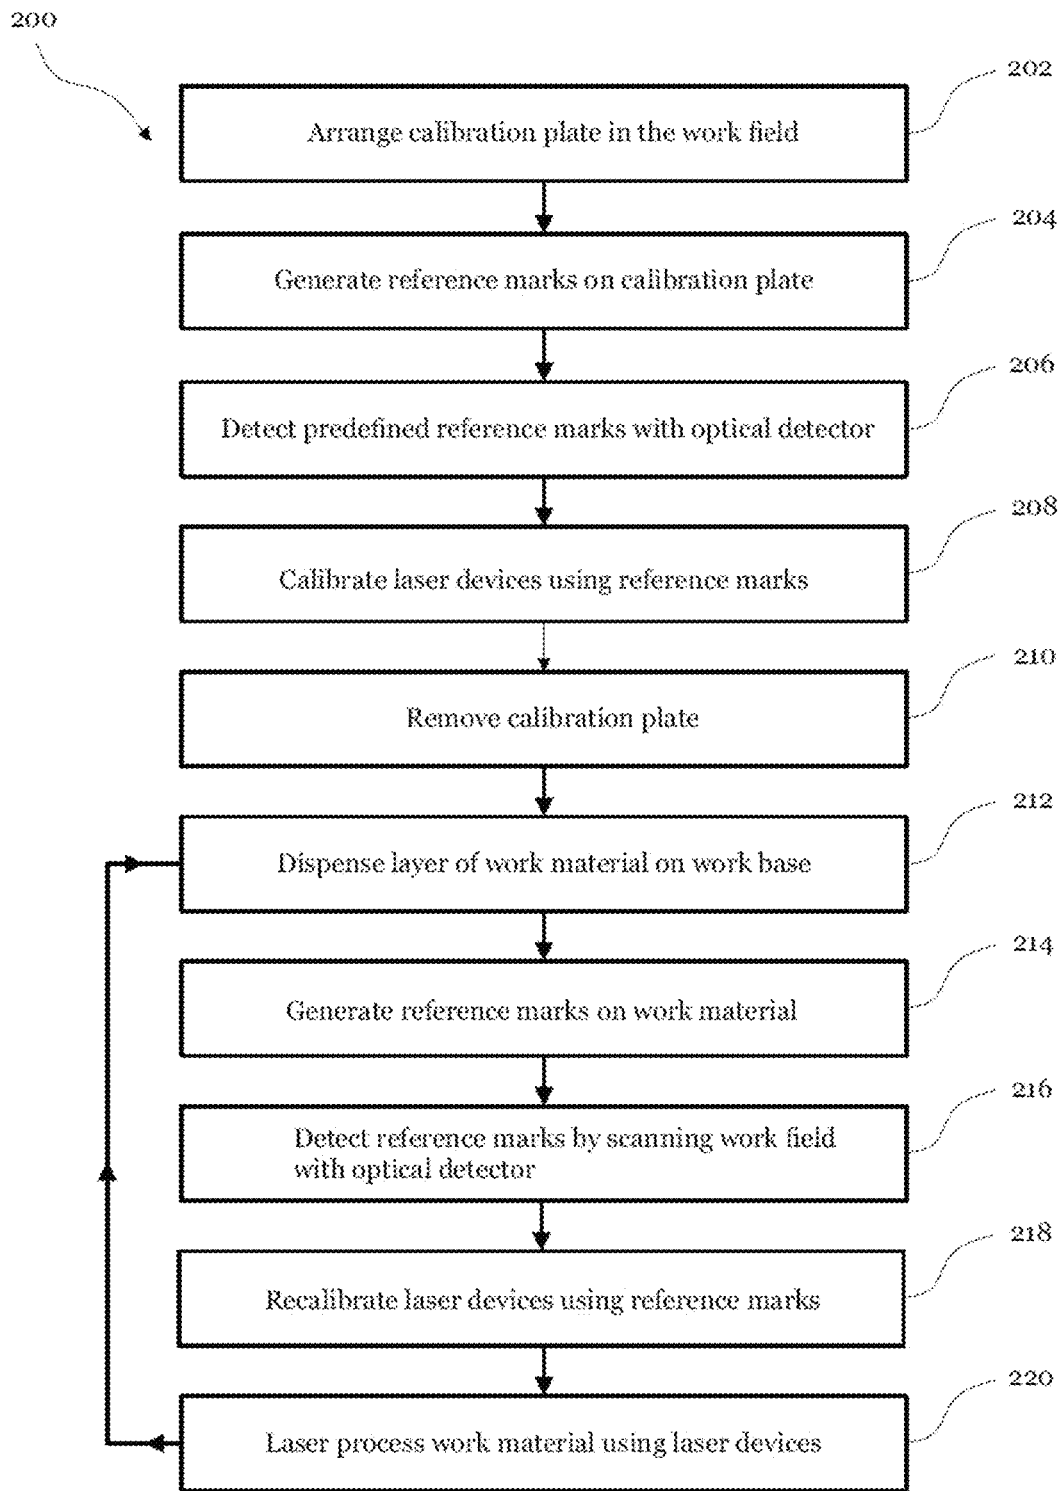 200
202
Arrange calibration plate in the work field
204
Generate reference marks on calibration plate
206
Detect predefined reference marks with optical detector
208
Calibrate laser devices using reference marks
210
Remove calibration plate
212
Dispense layer of work material on work base
214
Generate reference marks on work material
216
Detect reference marks by scanning work field
with optical detector
218
Recalibrate laser devices using reference marks
220
Laser process work material using laser devices